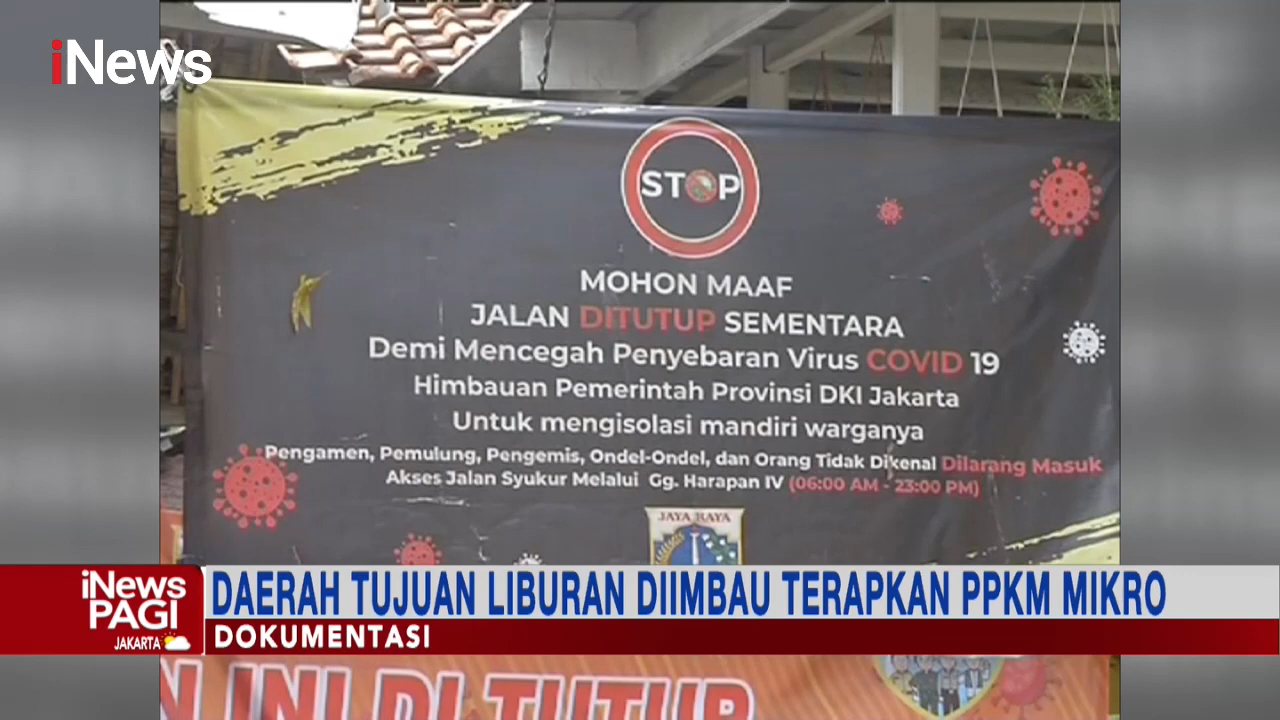 iNews
STOP
MOHON MAAF
JALAN DITUTUP SEMENTARA
Demi Mencegah Penyebaran Virus COVID 19
Himbauan Pemerintah Provinsi DKI Jakarta
Untuk mengisolasi mandiri warganya
Pengamen, Pemulung, Pengemis, Ondel-Ondel, dan Orang Tidak Dikenal Dilarang Masuk
Akses Jalan Syukur Melalui Gg. Harapan IV (06:00 AM - 23:00 PM)
JAYA RAYA
iNews
PAGI
JAKARTA
DAERAH TUJUAN LIBURAN DIIMBAU TERAPKAN PPKM MIKRO
DOKUMENTASI
N INI DI TUTUP